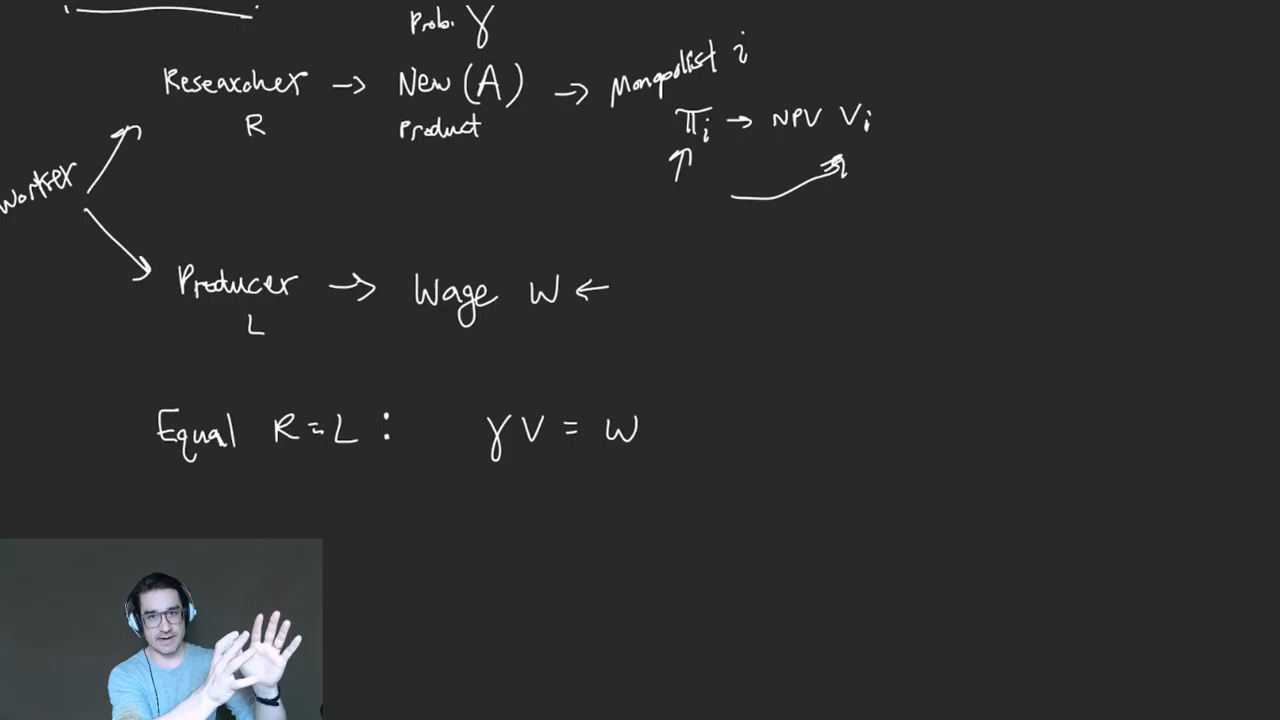 Prob. γ
Researcher → New (A) → Monopolist i
R Product πi → NPV Vi
Worker
Producer → Wage W ←
L
Equal R = L : γV = W